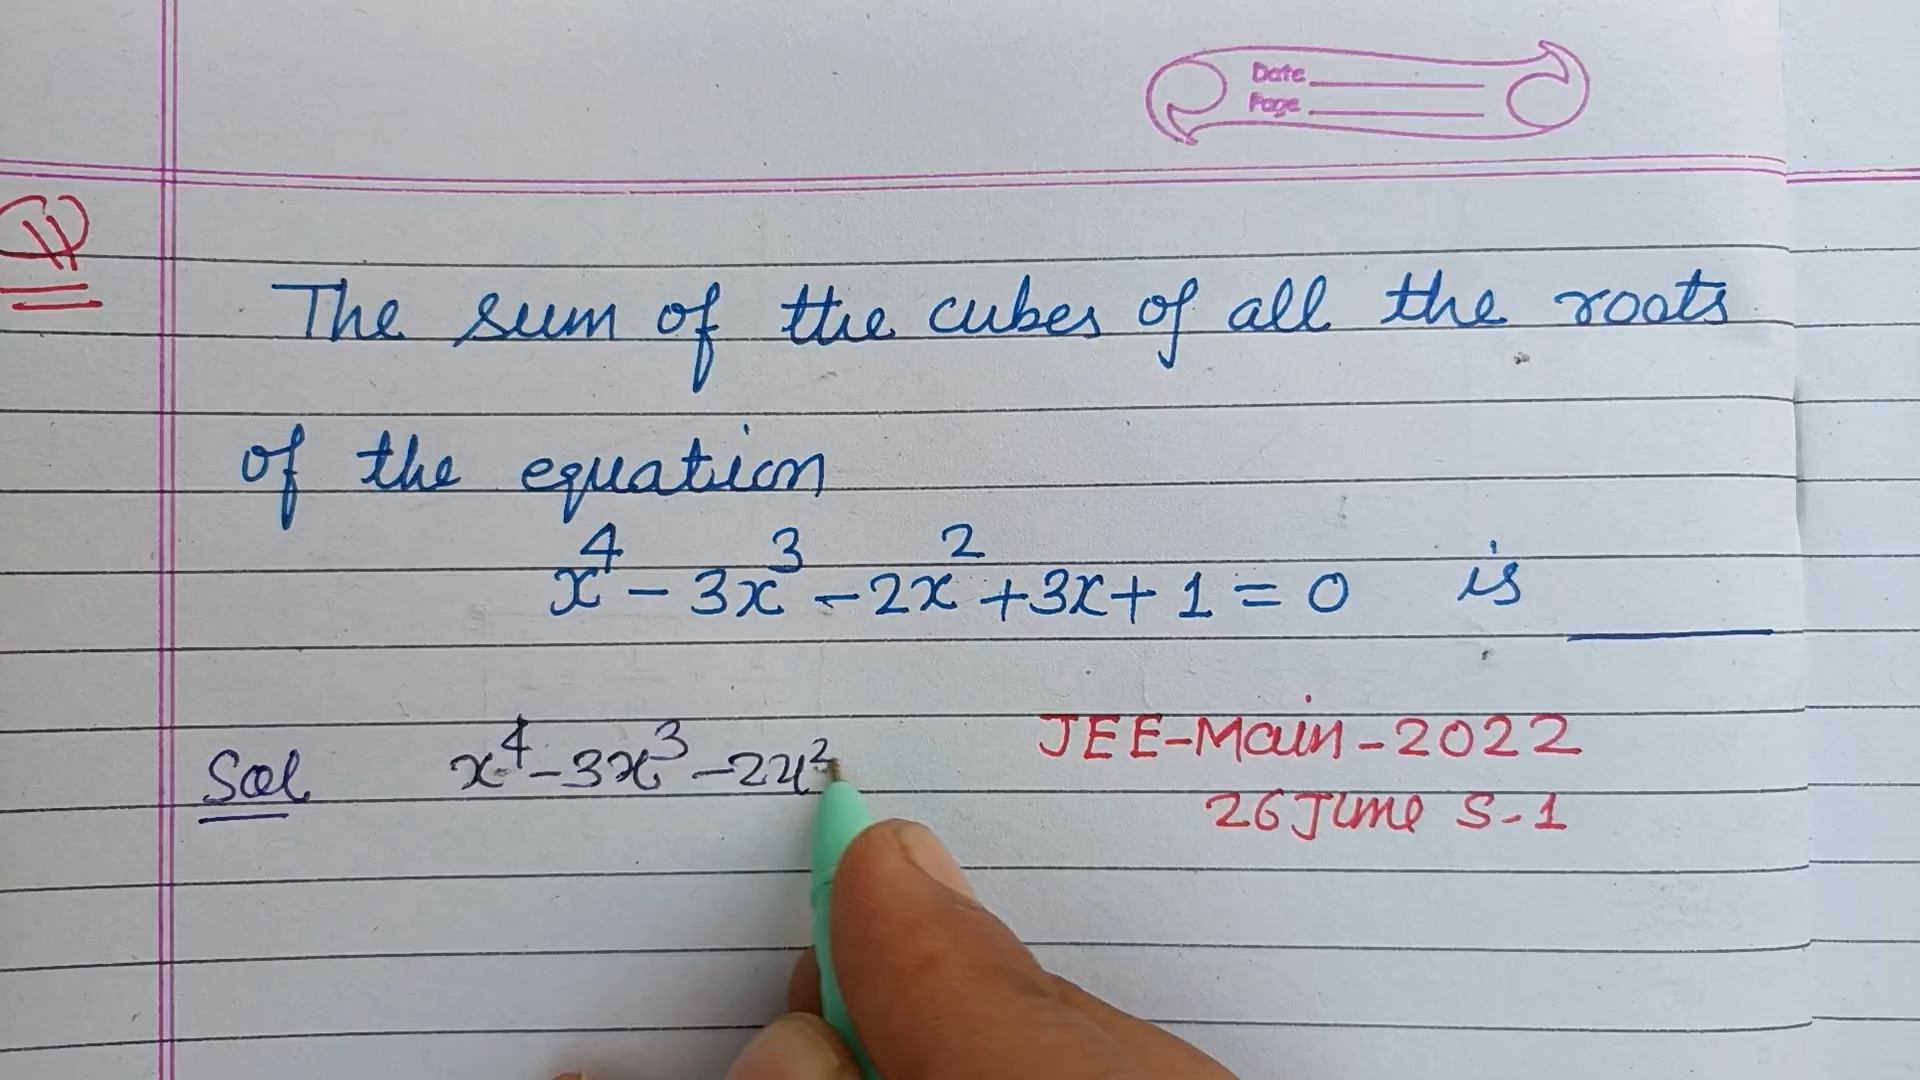 Date
Page
Q
The sum of the cubes of all the roots
of the equation
x⁴ - 3x³ - 2x² + 3x + 1 = 0 is ______
JEE-Main-2022
Sol x⁴ - 3x³ - 2x²
26 June S-1